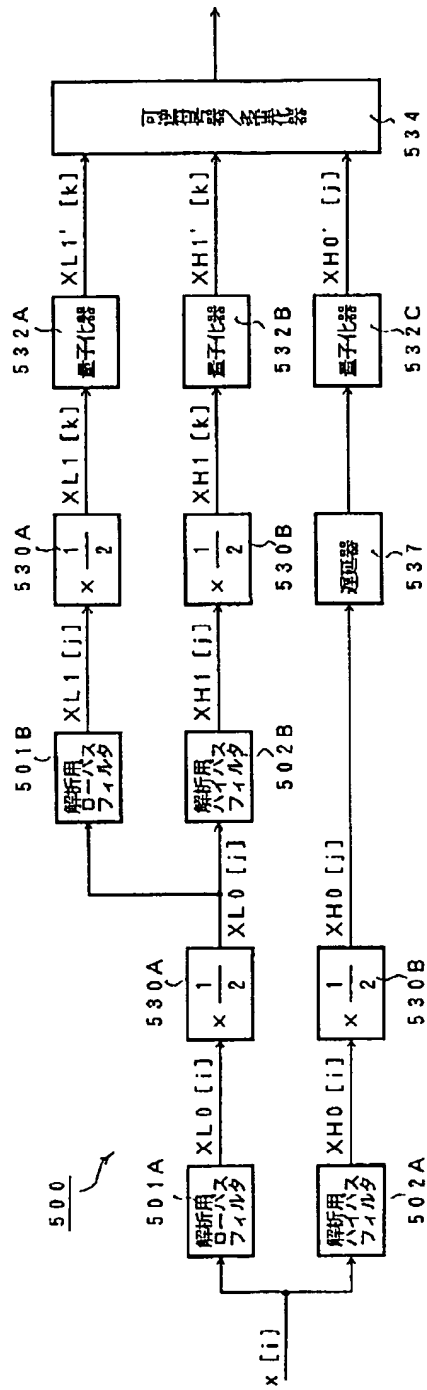 500
x [i]
501A
解析用
ローパス
フィルタ
XL0 [i]
530A
× 1/2
XL0 [j]
501B
解析用
ローパス
フィルタ
XL1 [j]
530A
× 1/2
XL1 [k]
532A
量子化器
XL1' [k]
解析用
ハイパス
フィルタ
502B
XH1 [j]
× 1/2
530B
XH1 [k]
量子化器
532B
XH1' [k]
解析用
ハイパス
フィルタ
502A
XH0 [i]
× 1/2
530B
XH0 [j]
遅延器
537
量子化器
532C
XH0' [j]
可逆符号器/多重化器
534